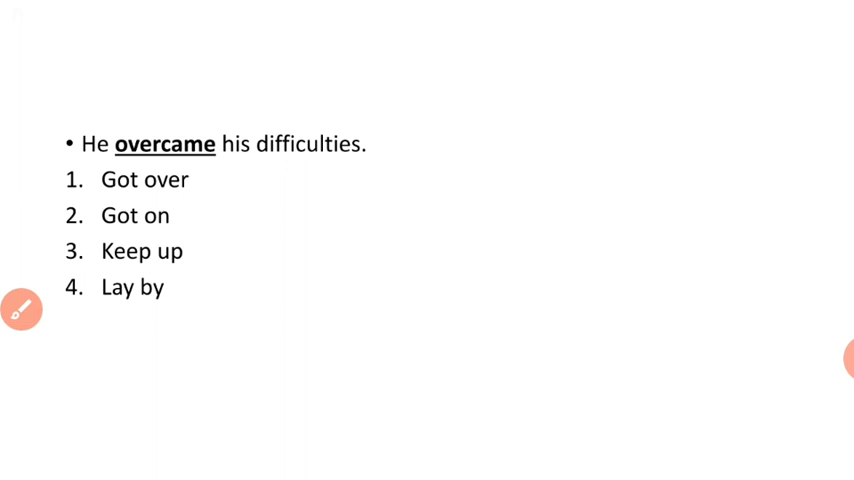 • He overcame his difficulties.
1. Got over
2. Got on
3. Keep up
4. Lay by